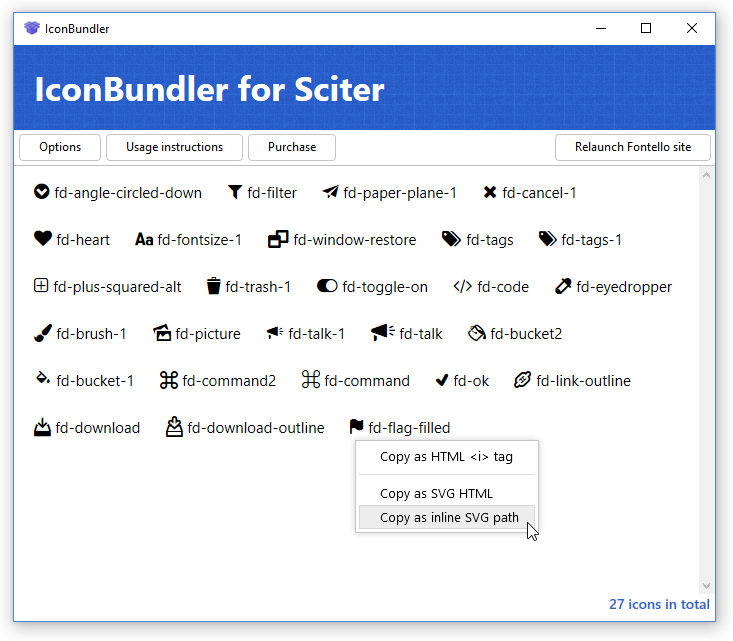 IconBundler
IconBundler for Sciter
Options Usage instructions Purchase Relaunch Fontello site
fd-angle-circled-down fd-filter fd-paper-plane-1 fd-cancel-1
fd-heart Aa fd-fontsize-1 fd-window-restore fd-tags fd-tags-1
fd-plus-squared-alt fd-trash-1 fd-toggle-on </> fd-code fd-eyedropper
fd-brush-1 fd-picture fd-talk-1 fd-talk fd-bucket2
fd-bucket-1 fd-command2 fd-command fd-ok fd-link-outline
fd-download fd-download-outline fd-flag-filled
Copy as HTML <i> tag
Copy as SVG HTML
Copy as inline SVG path
27 icons in total